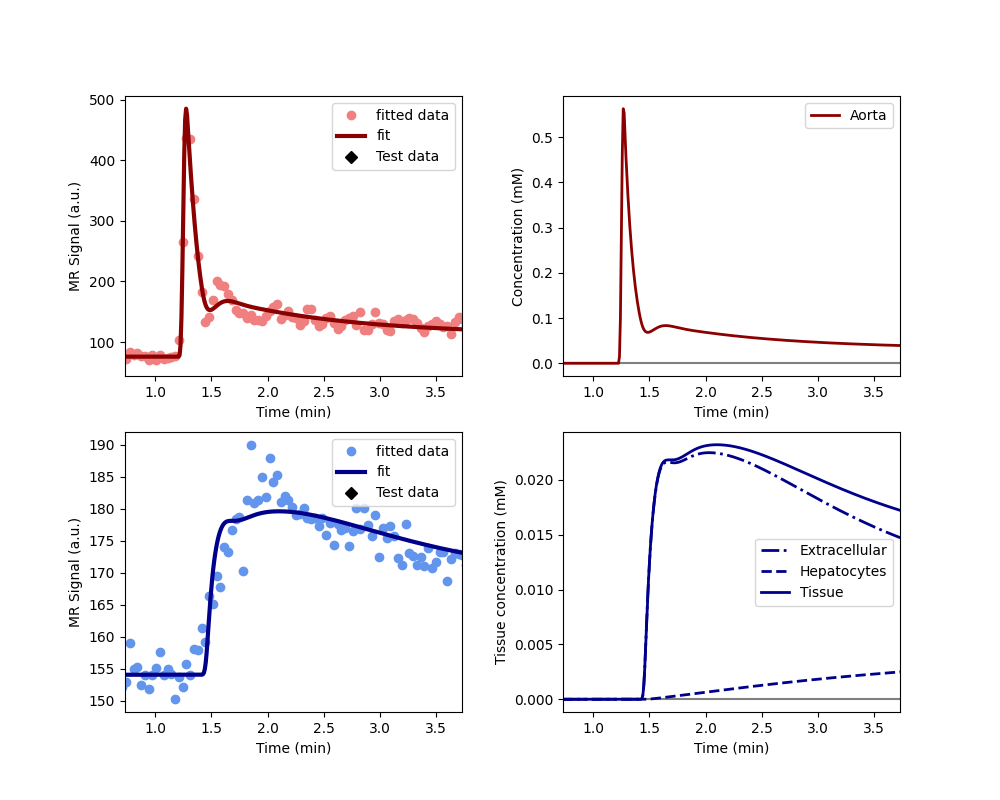 MR Signal (a.u.)
500
400
300
200
100
fitted data
fit
Test data
1.0 1.5 2.0 2.5 3.0 3.5
Time (min)
Concentration (mM)
0.5
0.4
0.3
0.2
0.1
0.0
Aorta
1.0 1.5 2.0 2.5 3.0 3.5
Time (min)
MR Signal (a.u.)
190
185
180
175
170
165
160
155
150
fitted data
fit
Test data
1.0 1.5 2.0 2.5 3.0 3.5
Time (min)
Tissue concentration (mM)
0.020
0.015
0.010
0.005
0.000
Extracellular
Hepatocytes
Tissue
1.0 1.5 2.0 2.5 3.0 3.5
Time (min)